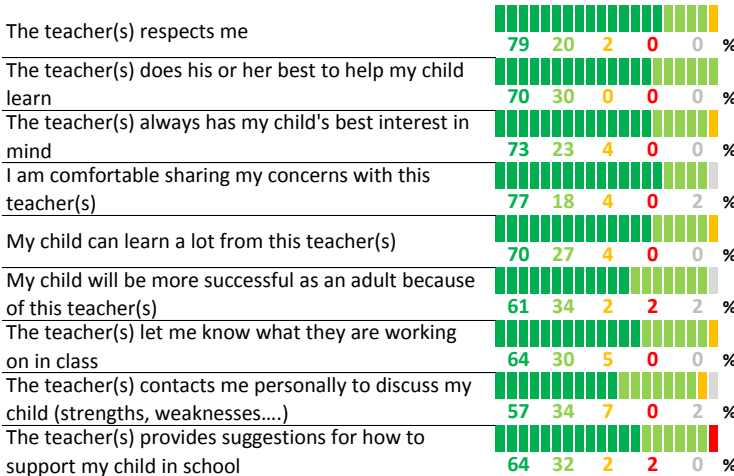 The teacher(s) respects me
79 20 2 0 0 %
The teacher(s) does his or her best to help my child
learn
70 30 0 0 0 %
The teacher(s) always has my child's best interest in
mind
73 23 4 0 0 %
I am comfortable sharing my concerns with this
teacher(s)
77 18 4 0 2 %
My child can learn a lot from this teacher(s)
70 27 4 0 0 %
My child will be more successful as an adult because
of this teacher(s)
61 34 2 2 2 %
The teacher(s) let me know what they are working
on in class
64 30 5 0 0 %
The teacher(s) contacts me personally to discuss my
child (strengths, weaknesses....)
57 34 7 0 2 %
The teacher(s) provides suggestions for how to
support my child in school
64 32 2 2 0 %